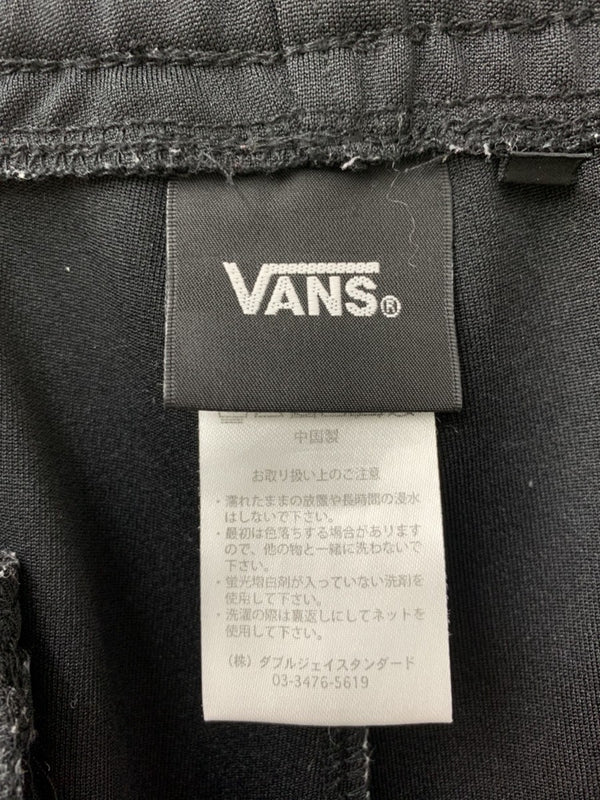 VANS®
中国製
お取り扱い上のご注意
・濡れたままの放置や長時間の浸水
はしないで下さい。
・最初は色落ちする場合があります
ので、他の物と一緒に洗わないで
下さい。
・蛍光増白剤が入っていない洗剤を
使用して下さい。
・洗濯の際は裏返しにしてネットを
使用して下さい。
(株) ダブルジェイスタンダード
03-3476-5619